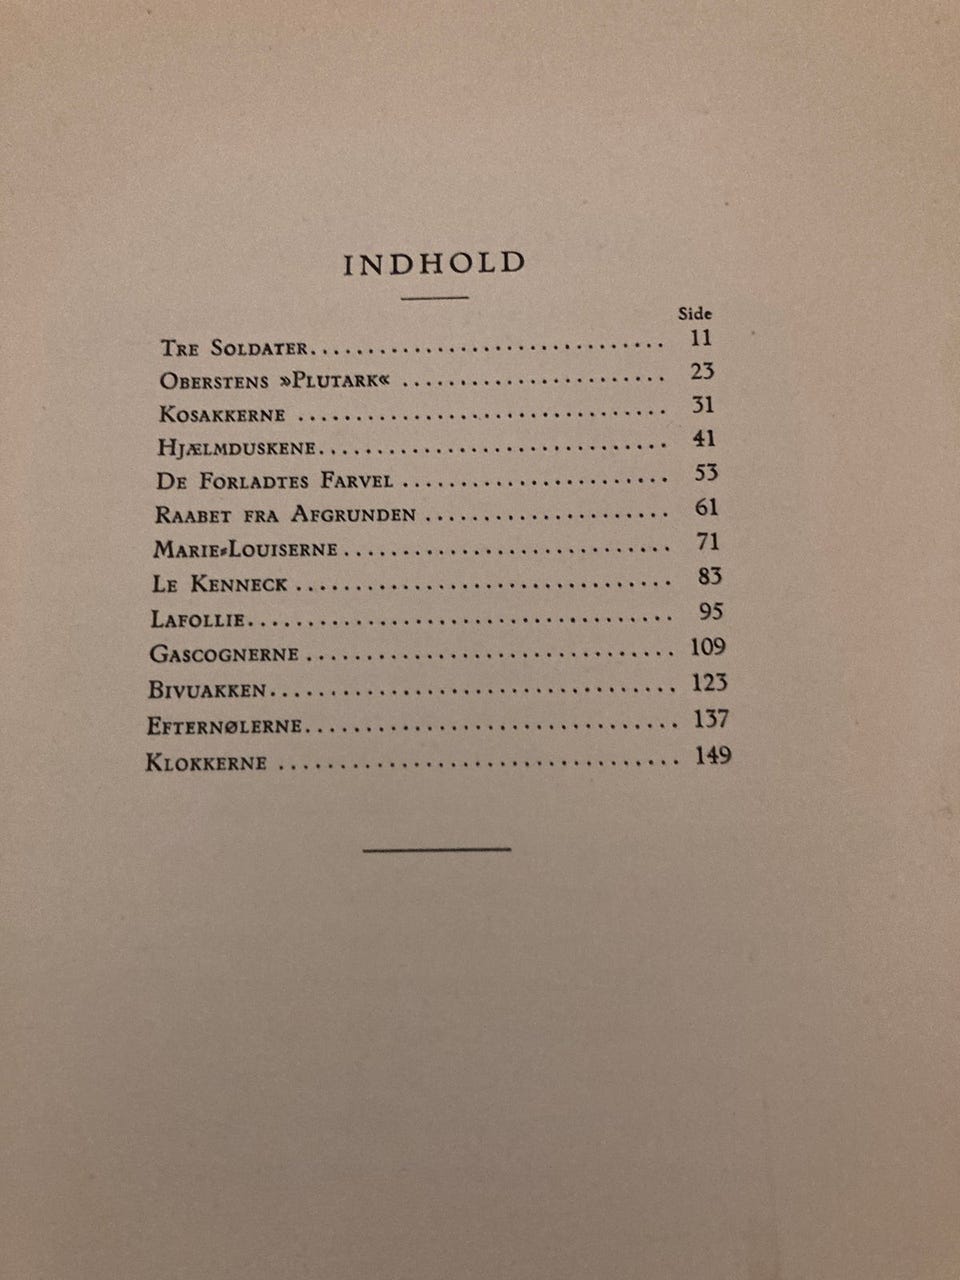 INDHOLD
Side
TRE SOLDATER................................ 11
OBERSTENS »PLUTARK« ....................... 23
KOSAKKERNE ................................ 31
HJÆLMDUSKENE.............................. 41
DE FORLADTES FARVEL ....................... 53
RAABET FRA AFGRUNDEN ..................... 61
MARIE-LOUISERNE............................ 71
LE KENNECK ................................ 83
LAFOLLIE.................................... 95
GASCOGNERNE ............................... 109
BIVUAKKEN................................... 123
EFTERNØLERNE................................ 137
KLOKKERNE .................................. 149